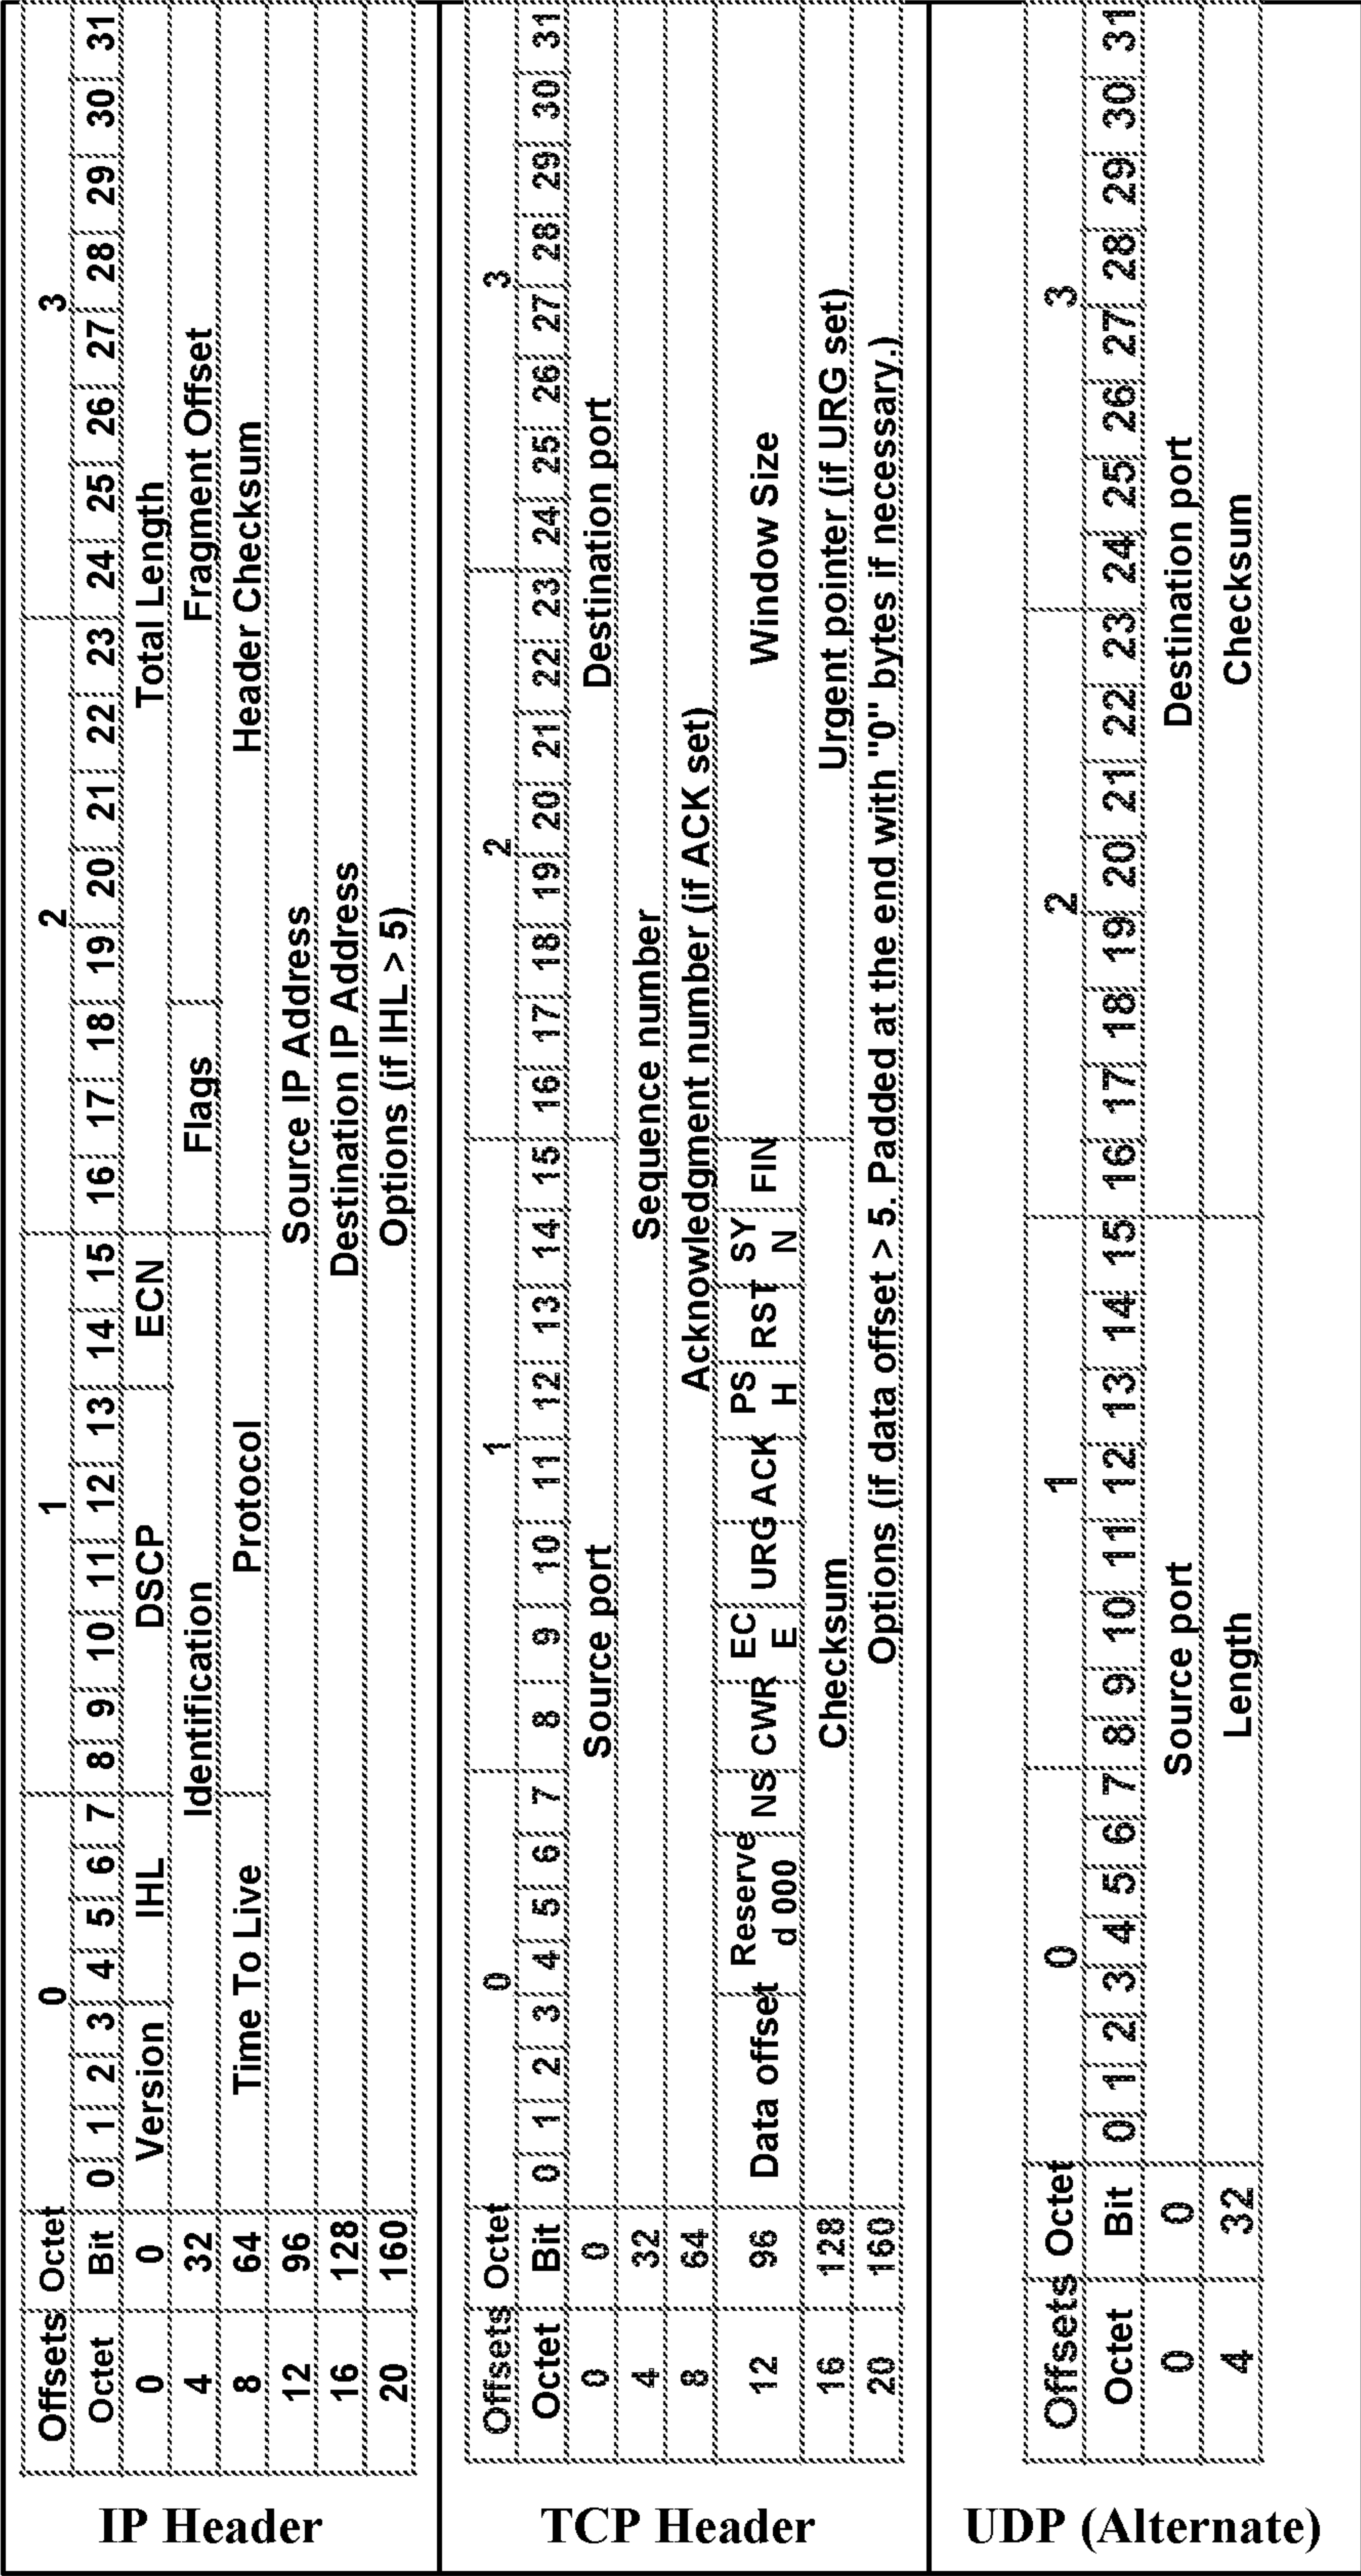 IP Header
Offsets Octet 0 1 2 3
Octet Bit 0 1 2 3 4 5 6 7 8 9 10 11 12 13 14 15 16 17 18 19 20 21 22 23 24 25 26 27 28 29 30 31
0 0 Version IHL DSCP ECN Total Length
4 32 Identification Flags Fragment Offset
8 64 Time To Live Protocol Header Checksum
12 96 Source IP Address
16 128 Destination IP Address
20 160 Options (if IHL > 5)
TCP Header
Offsets Octet 0 1 2 3
Octet Bit 0 1 2 3 4 5 6 7 8 9 10 11 12 13 14 15 16 17 18 19 20 21 22 23 24 25 26 27 28 29 30 31
0 0 Source port Destination port
4 32 Sequence number
8 64 Acknowledgment number (if ACK set)
12 96 Data offset Reserve NS CWR EC URG ACK PS RST SY FIN Window Size
d 000 E H N
16 128 Checksum Urgent pointer (if URG set)
20 160 Options (if data offset > 5. Padded at the end with "0" bytes if necessary.)
UDP (Alternate)
Offsets Octet 0 1 2 3
Octet Bit 0 1 2 3 4 5 6 7 8 9 10 11 12 13 14 15 16 17 18 19 20 21 22 23 24 25 26 27 28 29 30 31
0 0 Source port Destination port
4 32 Length Checksum